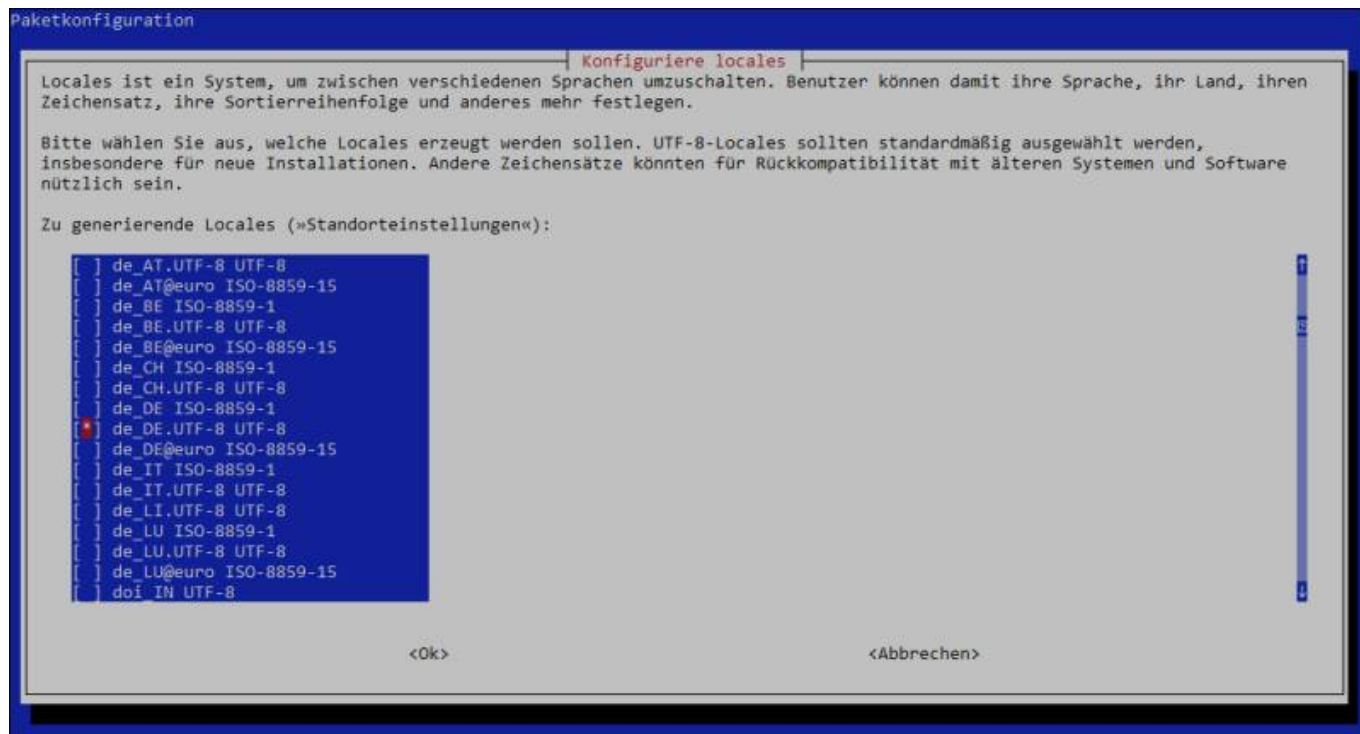 Paketkonfiguration
Konfiguriere locales
Locales ist ein System, um zwischen verschiedenen Sprachen umzuschalten. Benutzer können damit ihre Sprache, ihr Land, ihren
Zeichensatz, ihre Sortierreihenfolge und anderes mehr festlegen.
Bitte wählen Sie aus, welche Locales erzeugt werden sollen. UTF-8-Locales sollten standardmäßig ausgewählt werden,
insbesondere für neue Installationen. Andere Zeichensätze könnten für Rückkompatibilität mit älteren Systemen und Software
nützlich sein.
Zu generierende Locales (»Standorteinstellungen«):
[ ] de_AT.UTF-8 UTF-8
[ ] de_AT@euro ISO-8859-15
[ ] de_BE ISO-8859-1
[ ] de_BE.UTF-8 UTF-8
[ ] de_BE@euro ISO-8859-15
[ ] de_CH ISO-8859-1
[ ] de_CH.UTF-8 UTF-8
[ ] de_DE ISO-8859-1
[*] de_DE.UTF-8 UTF-8
[ ] de_DE@euro ISO-8859-15
[ ] de_IT ISO-8859-1
[ ] de_IT.UTF-8 UTF-8
[ ] de_LI.UTF-8 UTF-8
[ ] de_LU ISO-8859-1
[ ] de_LU.UTF-8 UTF-8
[ ] de_LU@euro ISO-8859-15
[ ] doi_IN UTF-8
<Ok> <Abbrechen>